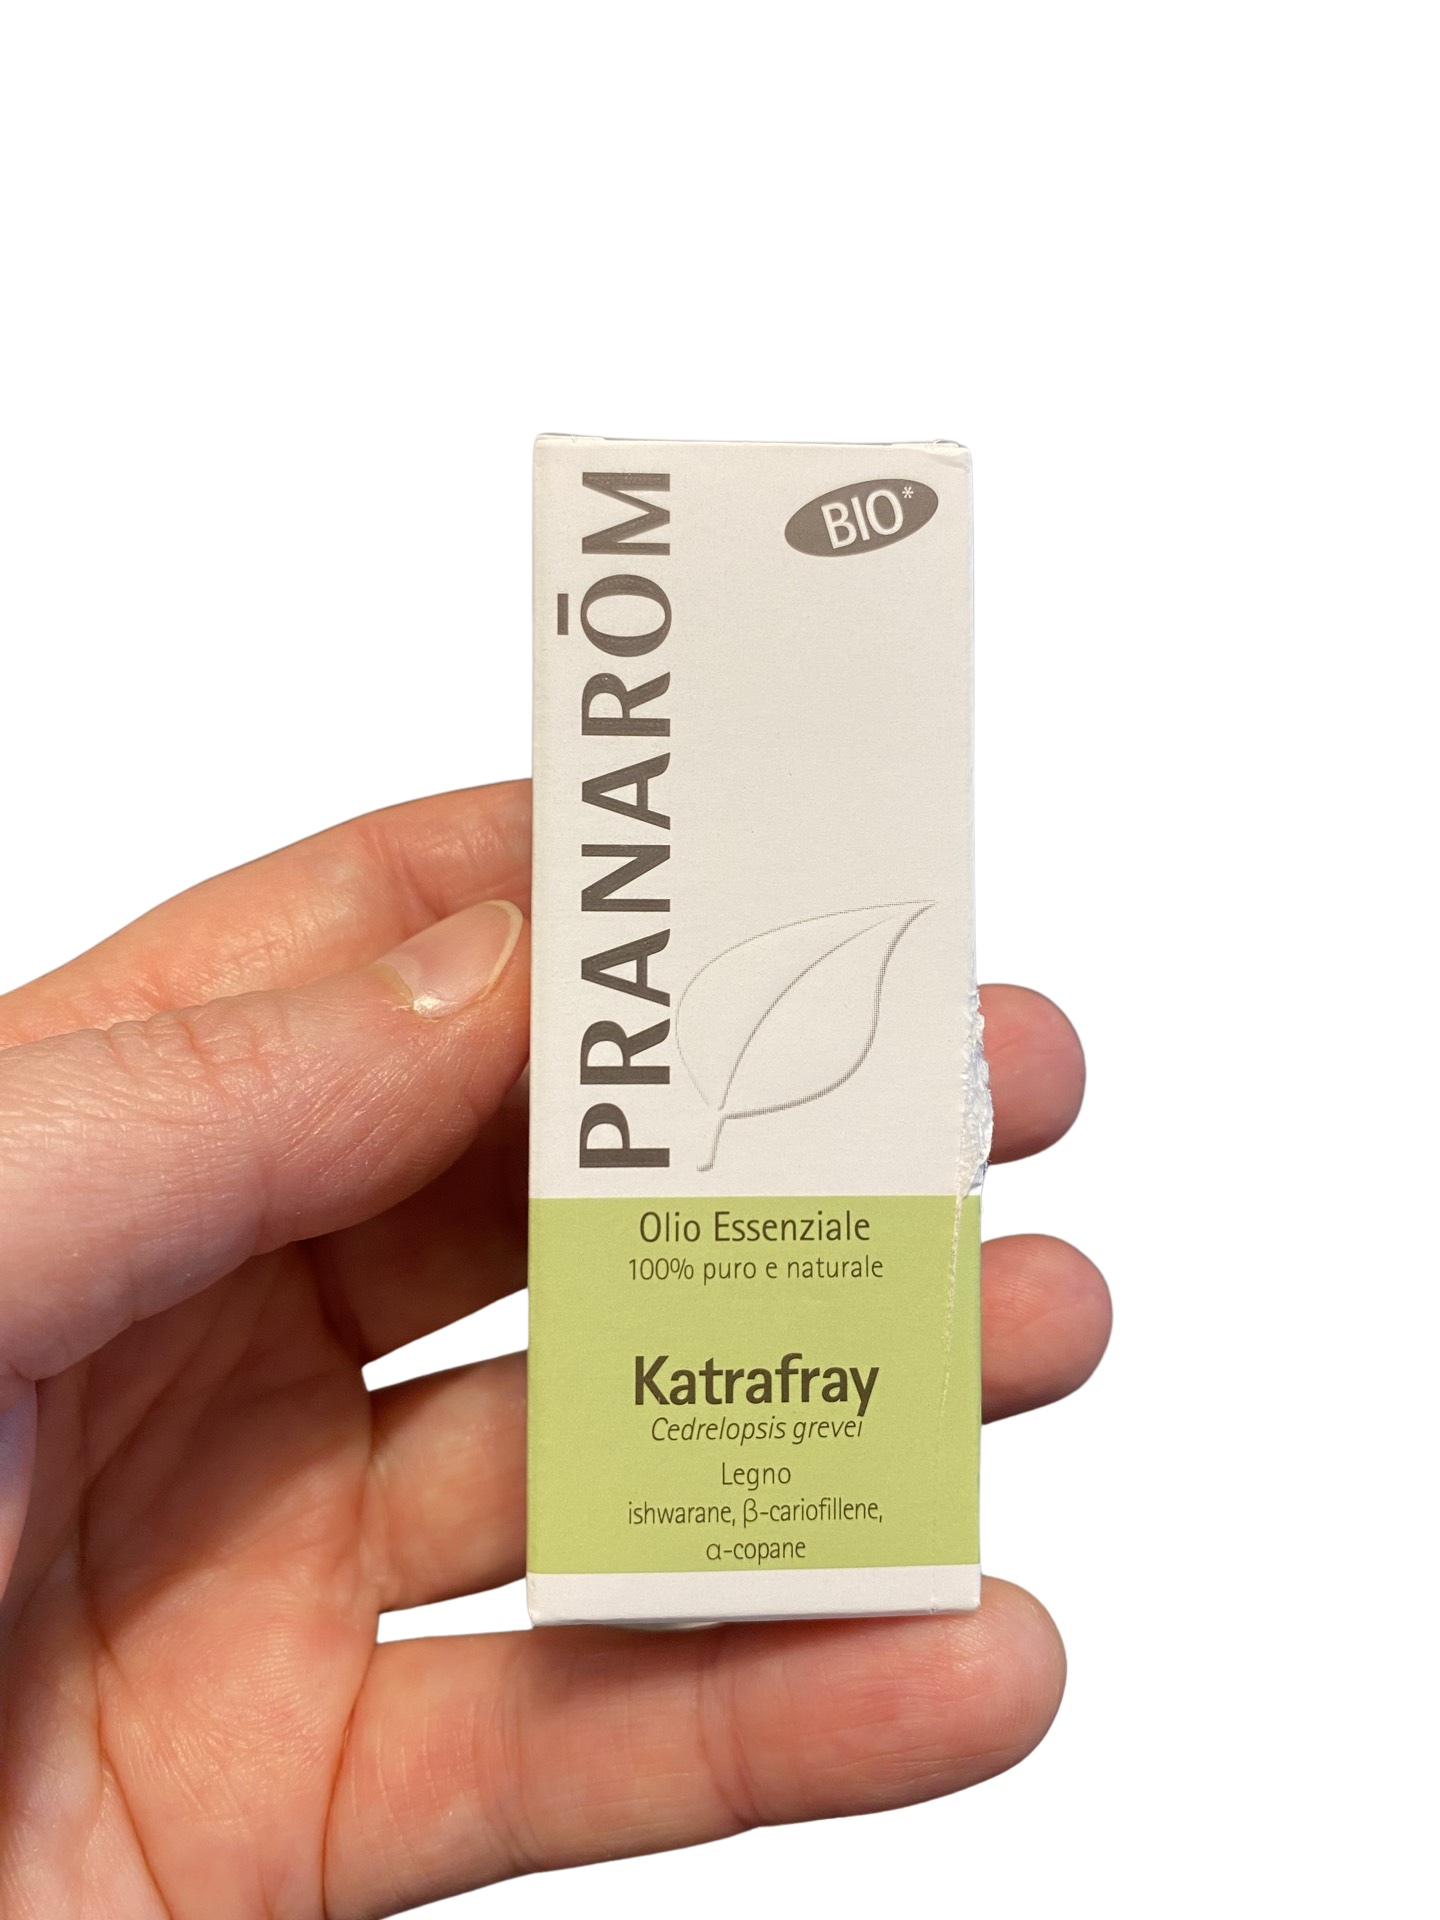 PRANARŌM
BIO*
Olio Essenziale
100% puro e naturale
Katrafray
Cedrelopsis grevei
Legno
ishwarane, β-cariofillene,
α-copane